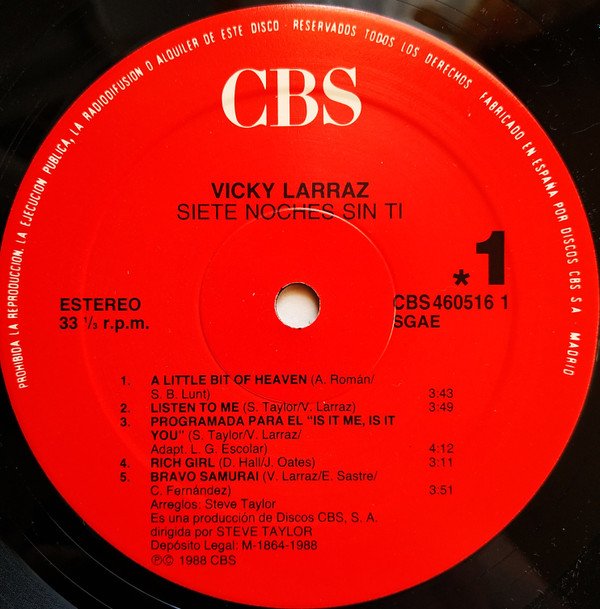 PROHIBIDA LA REPRODUCCION, LA EJECUCION PUBLICA, LA RADIODIFUSION O ALQUILER DE ESTE DISCO · RESERVADOS TODOS LOS DERECHOS · FABRICADO EN ESPAÑA POR DISCOS CBS S.A. MADRID
CBS
VICKY LARRAZ
SIETE NOCHES SIN TI
*1
ESTEREO
33 ⅓ r.p.m.
CBS 460516 1
SGAE
1. A LITTLE BIT OF HEAVEN (A. Román/
S. B. Lunt) 3:43
2. LISTEN TO ME (S. Taylor/V. Larraz) 3:49
3. PROGRAMADA PARA EL "IS IT ME, IS IT
YOU" (S. Taylor/V. Larraz/
Adapt. L. G. Escolar) 4:12
4. RICH GIRL (D. Hall/J. Oates) 3:11
5. BRAVO SAMURAI (V. Larraz/E. Sastre/
C. Fernández) 3:51
Arreglos: Steve Taylor
Es una producción de Discos CBS, S. A.
dirigida por STEVE TAYLOR
Depósito Legal: M-1864-1988
℗© 1988 CBS